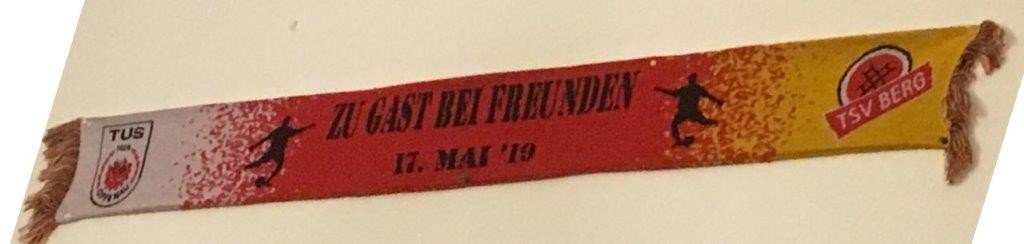 TUS
ZU GAST BEI FREUNDEN
17. MAI '19
TSV BERG